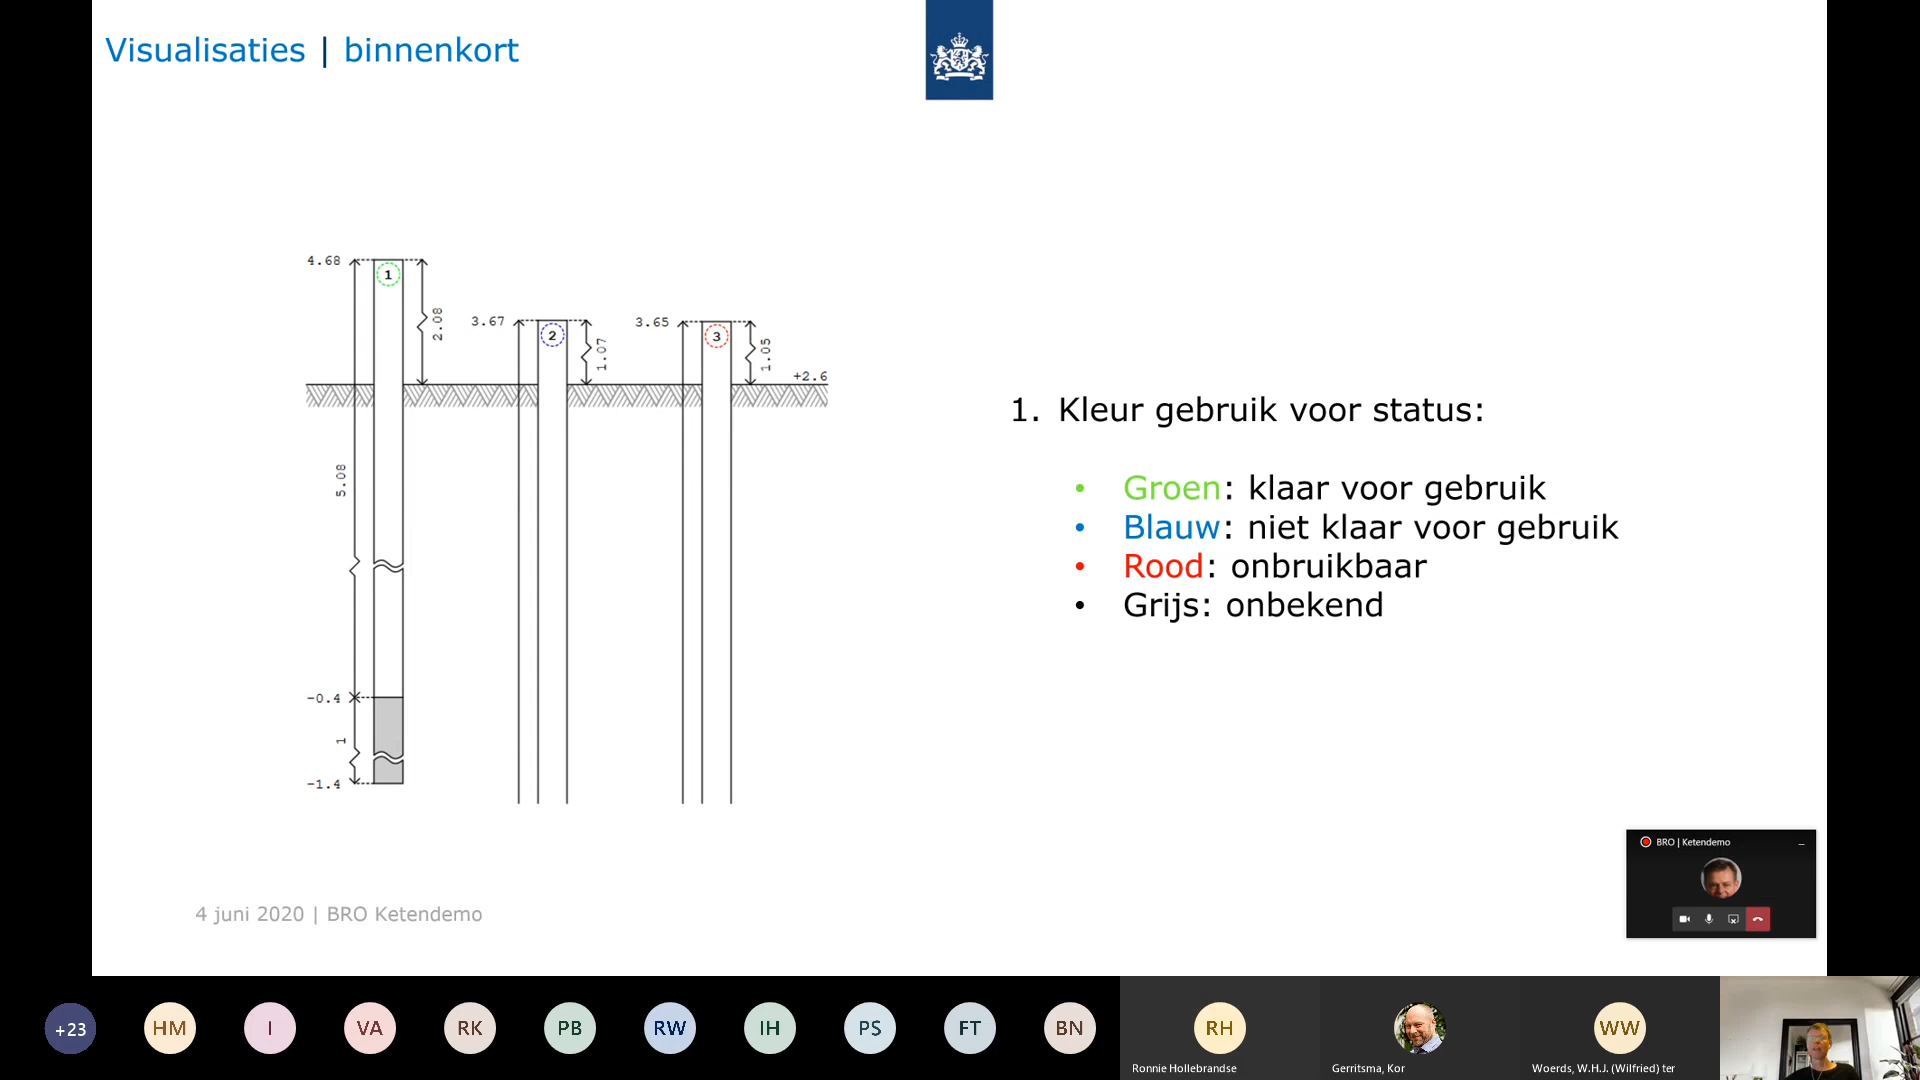 Visualisaties | binnenkort
4.68
1
2.08
3.67
2
1.07
3.65
3
1.05
+2.6
5.08
-0.4
1
-1.4
1. Kleur gebruik voor status:
• Groen: klaar voor gebruik
• Blauw: niet klaar voor gebruik
• Rood: onbruikbaar
• Grijs: onbekend
4 juni 2020 | BRO Ketendemo
BRO | Ketendemo
+23
HM
I
VA
RK
PB
RW
IH
PS
FT
BN
RH
WW
Ronnie Hollebrandse
Gerritsma, Kor
Woerds, W.H.J. (Wilfried) ter